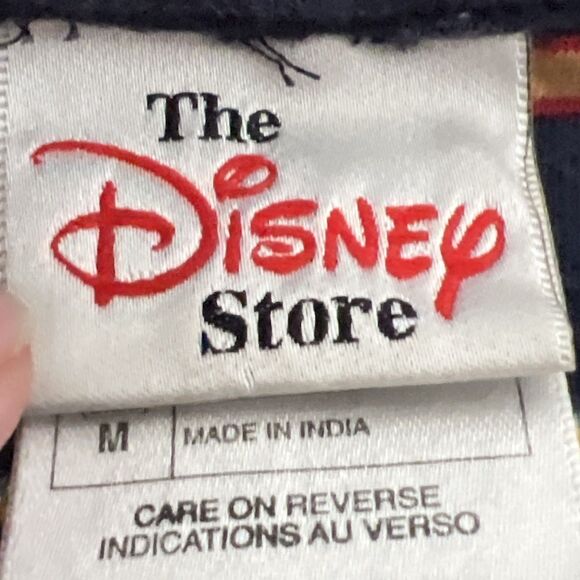 The
Disney
Store
M
MADE IN INDIA
CARE ON REVERSE
INDICATIONS AU VERSO